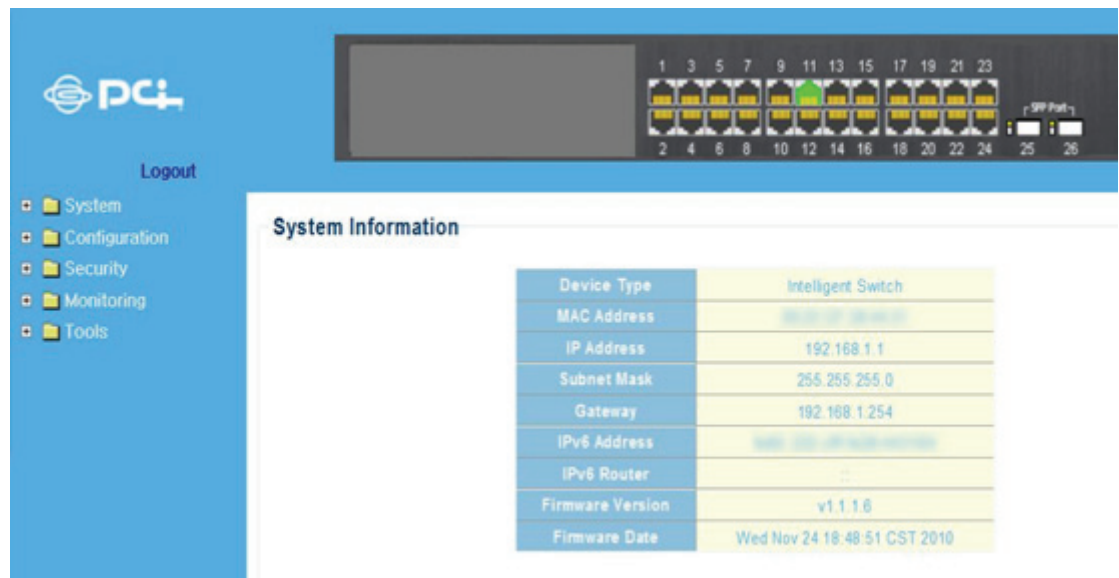 PCi
1 3 5 7 9 11 13 15 17 19 21 23
SFP Port
2 4 6 8 10 12 14 16 18 20 22 24 25 26
Logout
System
Configuration
Security
Monitoring
Tools
System Information
Device Type Intelligent Switch
MAC Address
IP Address 192.168.1.1
Subnet Mask 255.255.255.0
Gateway 192.168.1.254
IPv6 Address
IPv6 Router ::
Firmware Version v1.1.1.6
Firmware Date Wed Nov 24 18:48:51 CST 2010